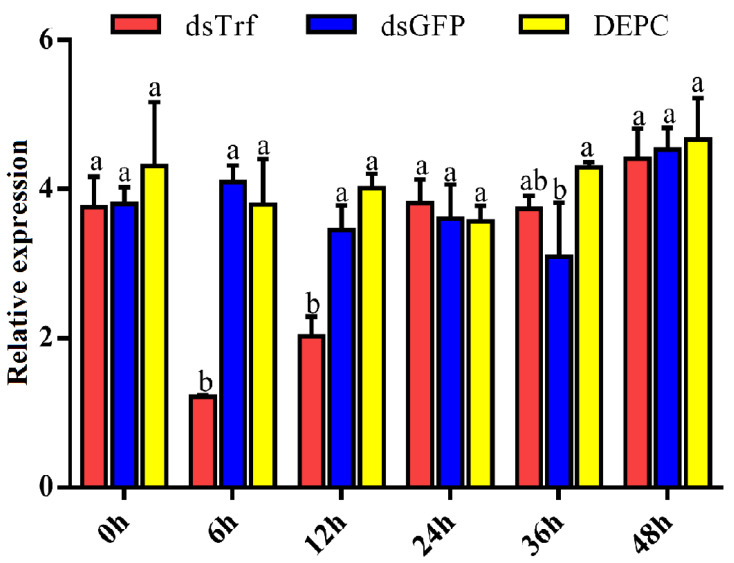 dsTrf dsGFP DEPC
Relative expression
6
4
2
0
a a a
b a a
b a a
a a a
ab b a
a a a
0h 6h 12h 24h 36h 48h